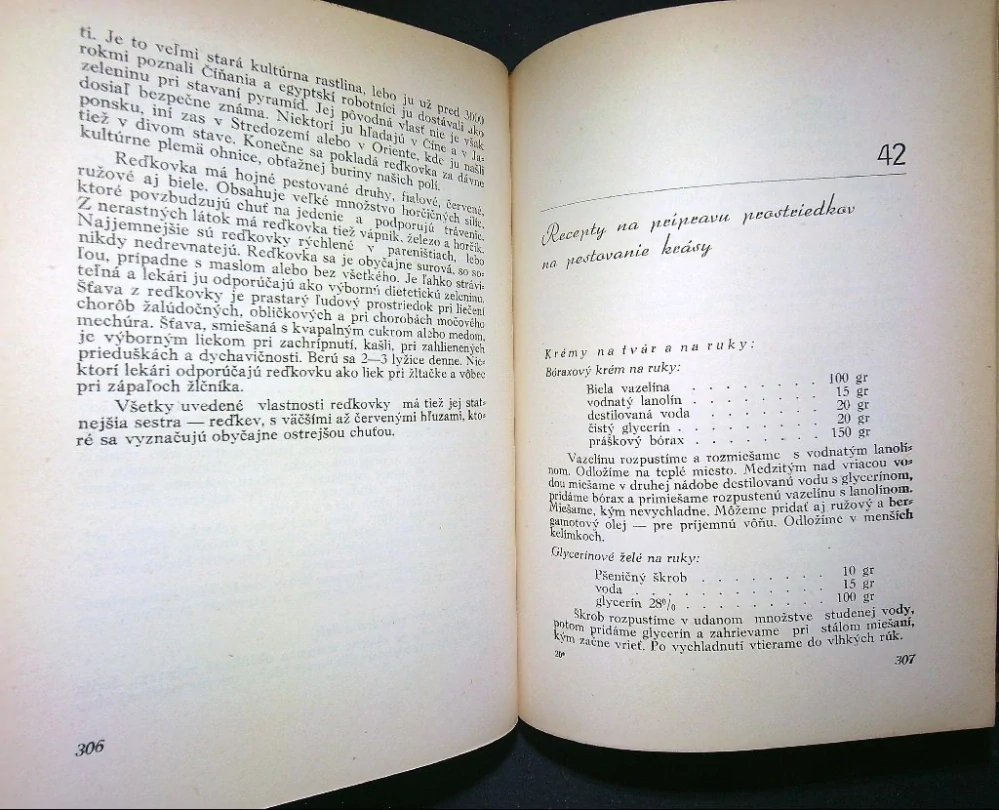 ti. Je to veľmi stará kultúrna rastlina, lebo ju už pred 3000
rokmi poznali Číňania a egyptskí robotníci ju dostávali ako
zeleninu pri stavaní pyramíd. Jej pôvodná vlasť nie je však
dosiaľ bezpečne známa. Niektorí ju hľadajú v Číne a v Ja-
ponsku, iní zas v Stredozemí alebo v Oriente, kde ju našli
tiež v divom stave. Konečne sa pokladá reďkovka za dávne
kultúrne plemä ohnice, obťažnej buriny našich polí.
Reďkovka má hojné pestované druhy, fialové, červené,
ružové aj biele. Obsahuje veľké množstvo horčičných silíc,
ktoré povzbudzujú chuť na jedenie a podporujú trávenie.
Z nerastných látok má reďkovka tiež vápnik, železo a horčík.
Najjemnejšie sú reďkovky rýchlené v pareništiach, lebo
nikdy nedrevnatejú. Reďkovka sa je obyčajne surová, so so-
ľou, prípadne s maslom alebo bez všetkého. Je ľahko strávi-
teľná a lekári ju odporúčajú ako výbornú dietetickú zeleninu.
Šťava z reďkovky je prastarý ľudový prostriedok pri liečení
chorôb žalúdočných, obličkových a pri chorobách močového
mechúra. Šťava, smiešaná s kvapalným cukrom alebo medom,
je výborným liekom pri zachrípnutí, kašli, pri zahlienených
prieduškách a dychavičnosti. Berú sa 2—3 lyžice denne. Nie-
ktorí lekári odporúčajú reďkovku ako liek pri žltačke a vôbec
pri zápaľoch žlčníka.
Všetky uvedené vlastnosti reďkovky má tiež jej stat-
nejšia sestra — reďkev, s väčšími až červenými hľuzami, kto-
ré sa vyznačujú obyčajne ostrejšou chuťou.
306
42
Recepty na prípravu prostriedkov
na pestovanie krásy
Krémy na tvár a na ruky:
Bóraxový krém na ruky:
Biela vazelína . . . . . . . . 100 gr
vodnatý lanolín . . . . . . . 15 gr
destilovaná voda . . . . . . . 20 gr
čistý glycerín . . . . . . . . 20 gr
práškový bórax . . . . . . . 150 gr
Vazelínu rozpustíme a rozmiešame s vodnatým lanolí-
nom. Odložíme na teplé miesto. Medzitým nad vriacou vo-
dou miešame v druhej nádobe destilovanú vodu s glycerínom,
pridáme bórax a primiešame rozpustenú vazelínu s lanolínom.
Miešame, kým nevychladne. Môžeme pridať aj ružový a ber-
gamotový olej — pre príjemnú vôňu. Odložíme v menších
kelímkoch.
Glycerínové želé na ruky:
Pšeničný škrob . . . . . . . 10 gr
voda . . . . . . . . . . . 15 gr
glycerín 28% . . . . . . . . 100 gr
Škrob rozpustíme v udanom množstve studenej vody,
potom pridáme glycerín a zahrievame pri stálom miešaní,
kým začne vrieť. Po vychladnutí vtierame do vlhkých rúk.
20*
307